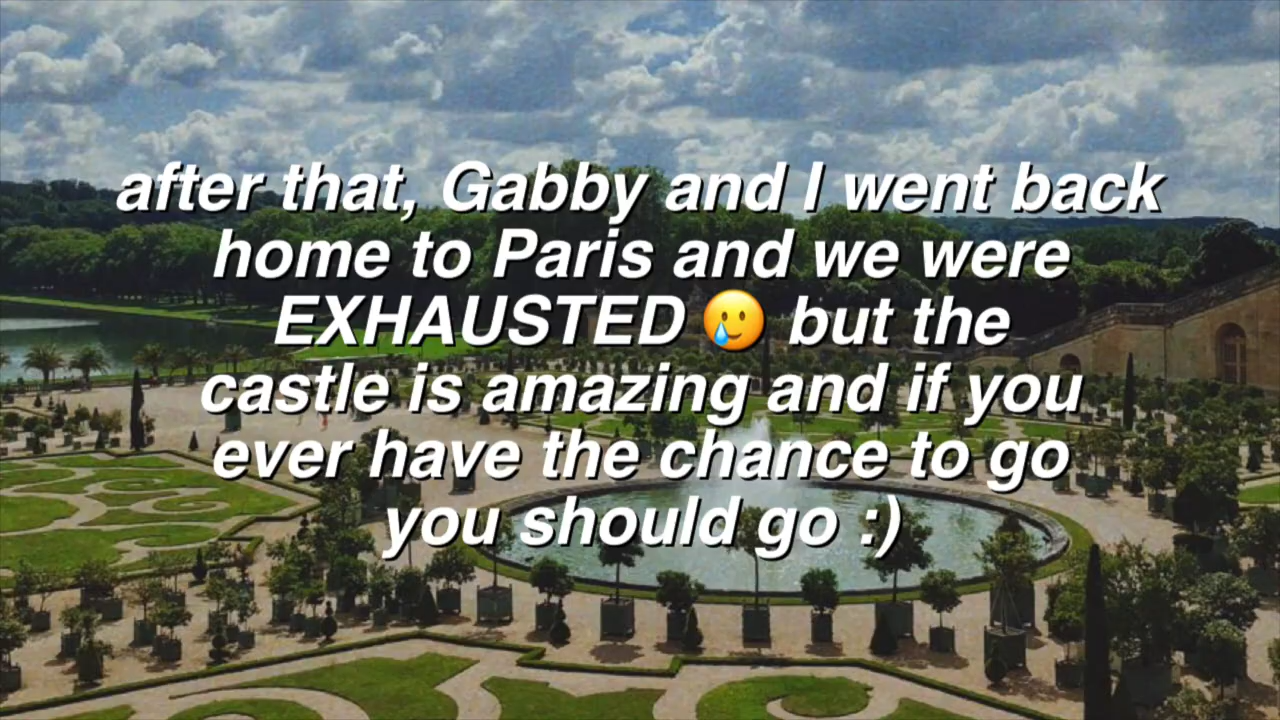 after that, Gabby and I went back
home to Paris and we were
EXHAUSTED 🥲 but the
castle is amazing and if you
ever have the chance to go
you should go :)